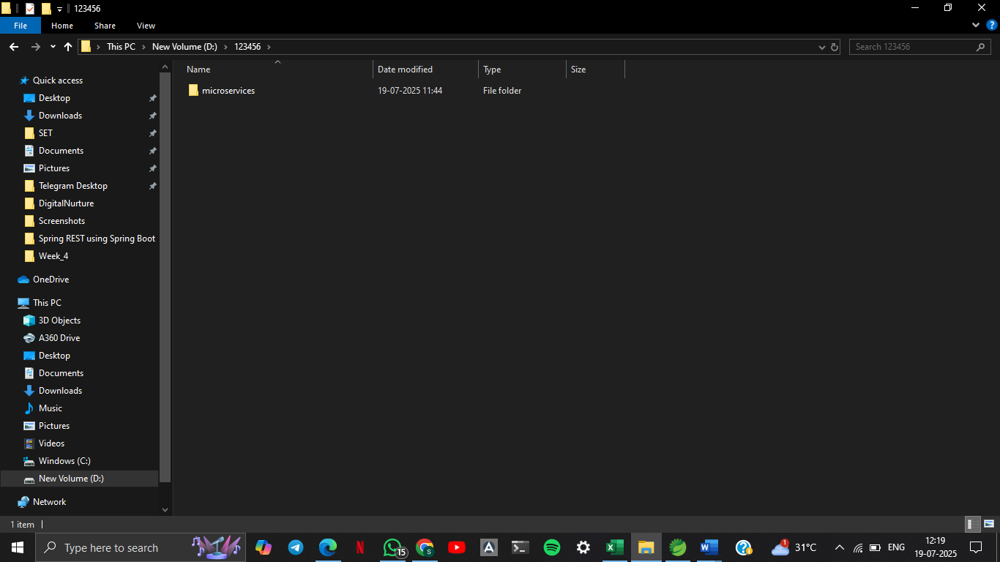 123456
File Home Share View
This PC New Volume (D:) 123456
Search 123456
Name Date modified Type Size
microservices 19-07-2025 11:44 File folder
Quick access
Desktop
Downloads
SET
Documents
Pictures
Telegram Desktop
DigitalNurture
Screenshots
Spring REST using Spring Boot
Week_4
OneDrive
This PC
3D Objects
A360 Drive
Desktop
Documents
Downloads
Music
Pictures
Videos
Windows (C:)
New Volume (D:)
Network
1 item
Type here to search
15
S
1
31°C
ENG
12:19
19-07-2025